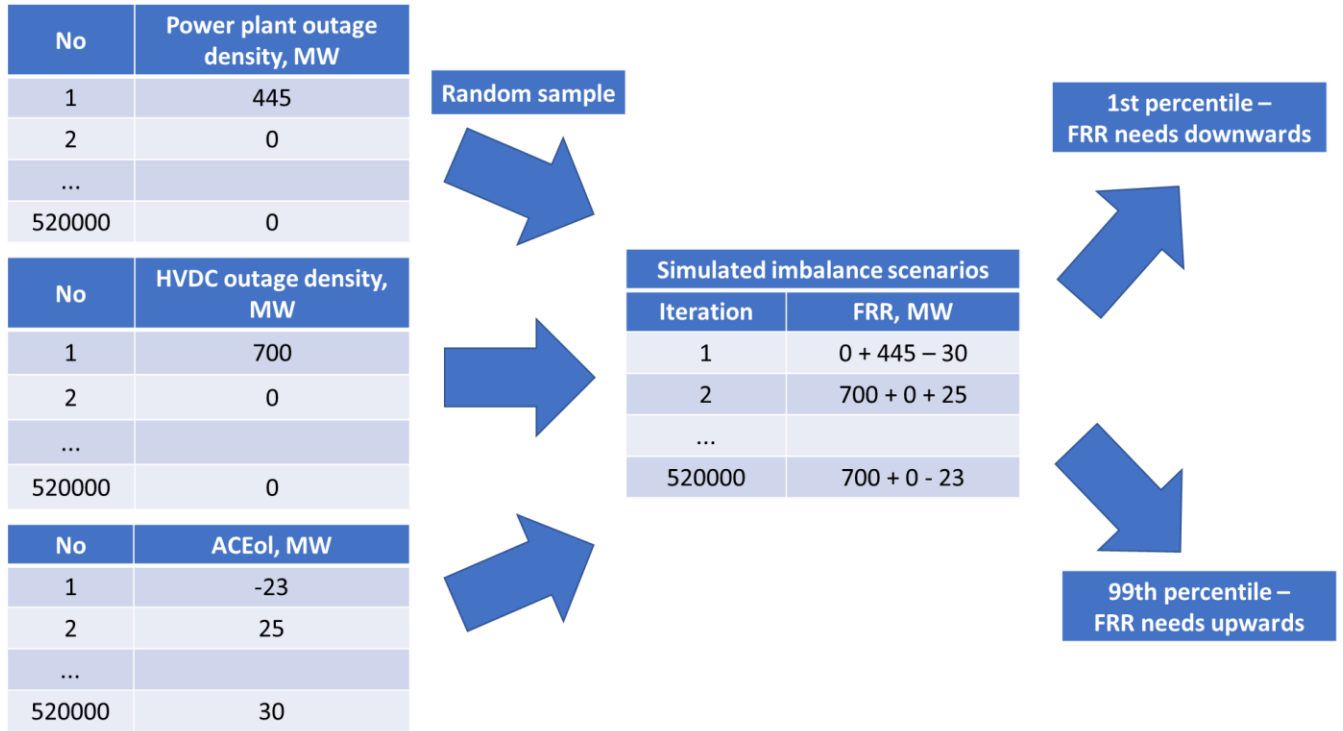 No Power plant outage
density, MW
1 445
2 0
...
520000 0
No HVDC outage density,
MW
1 700
2 0
...
520000 0
No ACEol, MW
1 -23
2 25
...
520000 30
Random sample
Simulated imbalance scenarios
Iteration FRR, MW
1 0 + 445 – 30
2 700 + 0 + 25
...
520000 700 + 0 - 23
1st percentile –
FRR needs downwards
99th percentile –
FRR needs upwards